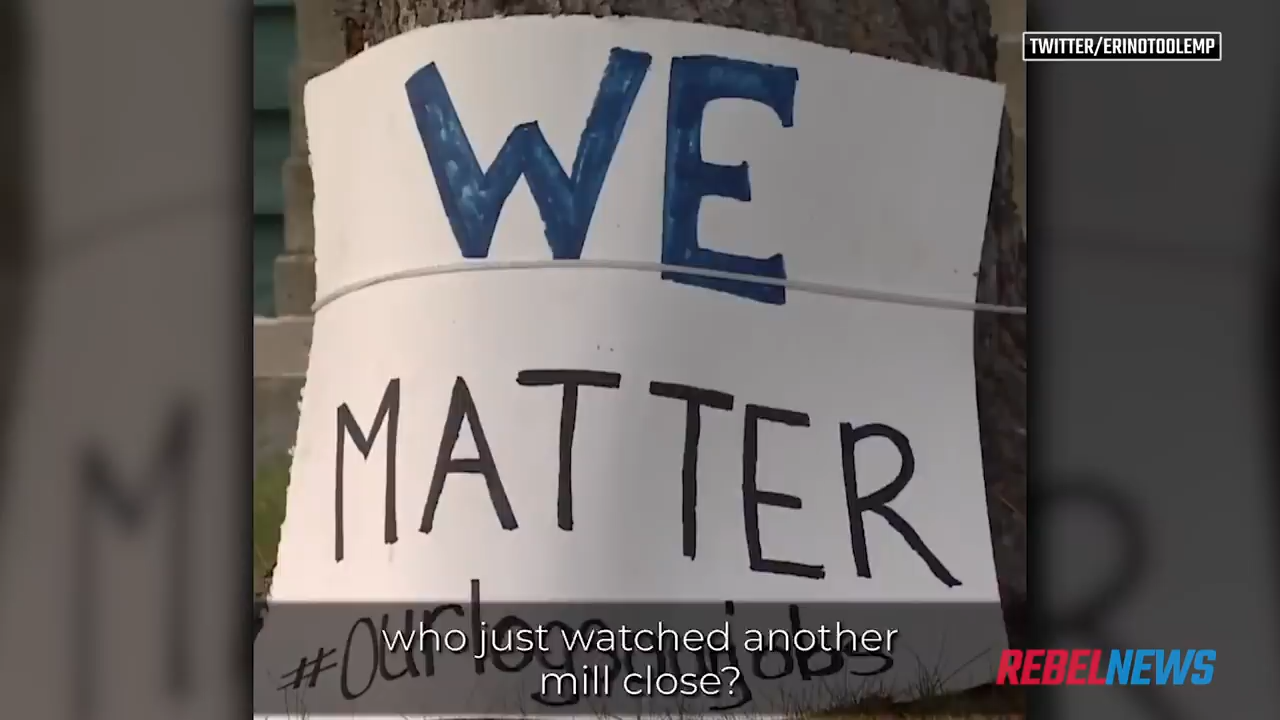 TWITTER/ERINOTOOLEMP
WE
MATTER
who just watched another
mill close?
REBELNEWS